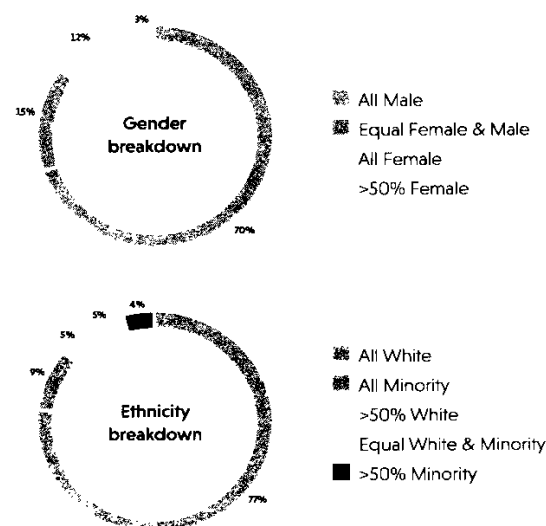 3%
12%
15%
Gender
breakdown
70%
All Male
Equal Female & Male
All Female
>50% Female
4%
5%
5%
9%
Ethnicity
breakdown
77%
All White
All Minority
>50% White
Equal White & Minority
>50% Minority